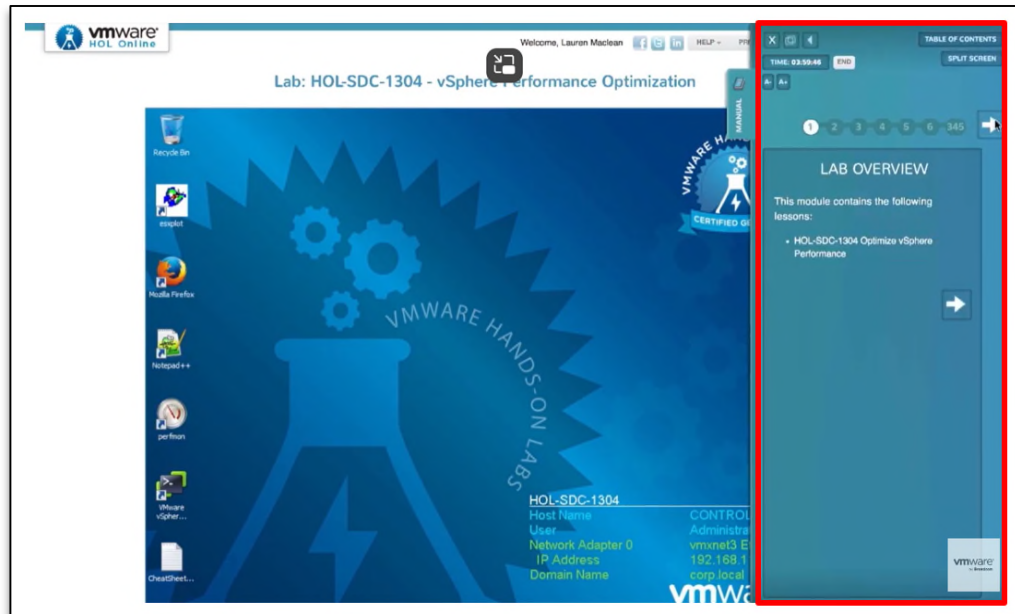 vmware
HOL Online
Welcome, Lauren Maclean
HELP
Lab: HOL-SDC-1304 - vSphere Performance Optimization
MANUAL
TABLE OF CONTENTS
TIME: 03:59:46
END
SPLIT SCREEN
A- A+
1 2 3 4 5 6 345
LAB OVERVIEW
This module contains the following
lessons:
• HOL-SDC-1304 Optimize vSphere
Performance
Recycle Bin
esxplot
Mozilla Firefox
Notepad++
perfmon
VMware
vSpher...
CheatSheet...
VMWARE HANDS-ON LABS
VMWARE
CERTIFIED
HOL-SDC-1304
Host Name CONTROL
User Administra
Network Adapter 0 vmxnet3 E
IP Address 192.168.1
Domain Name corp.local
vmwa
vmware
by Broadcom